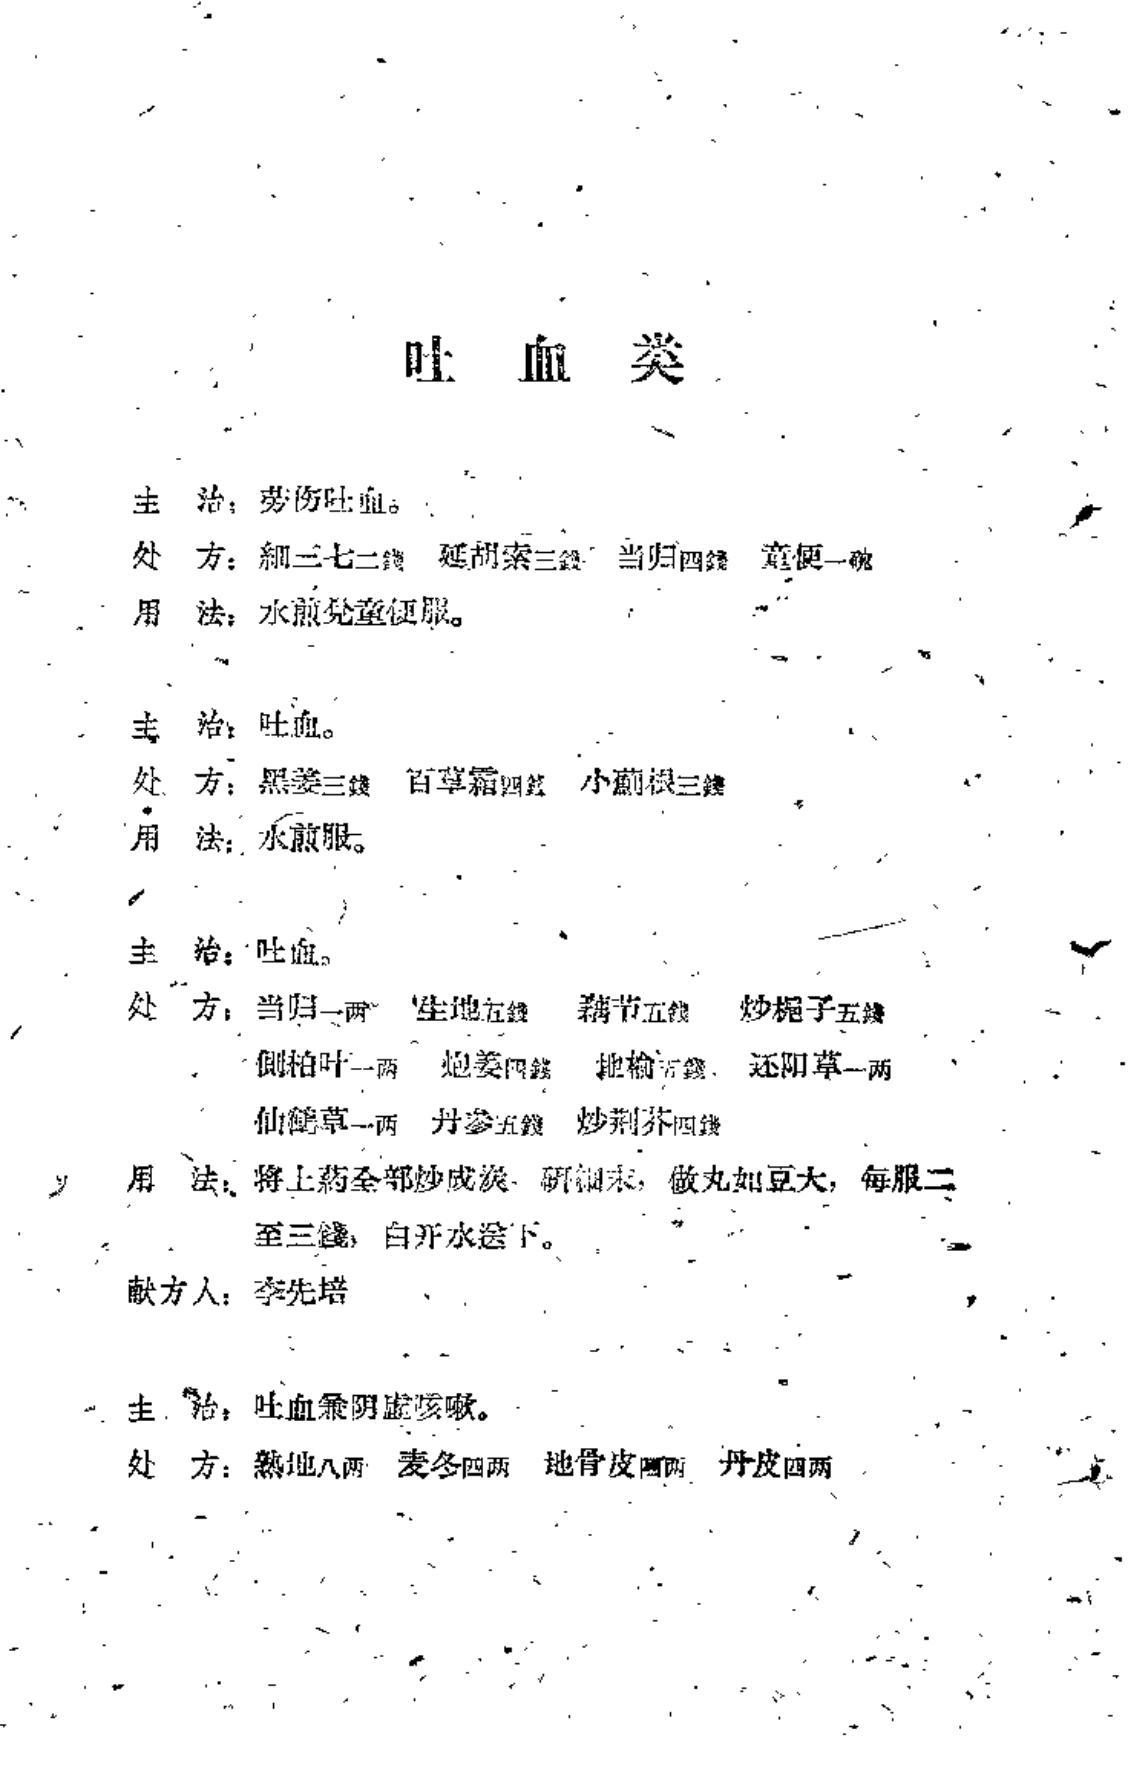 吐血类
主　治：劳伤吐血。
处　方：細三七二錢　延胡索三錢　当归四錢　童便一碗
用　法：水煎兌童便服。
主　治：吐血。
处　方：黑姜三錢　百草霜四錢　小薊根三錢
用　法：水煎服。
主　治：吐血。
处　方：当归一两　生地五錢　藕节五錢　炒梔子五錢
側柏叶一两　炮姜四錢　地榆五錢　还阳草一两
仙鶴草一两　丹参五錢　炒荆芥四錢
用　法：将上药全部炒成炭，研細末，做丸如豆大，每服二
至三錢，白开水送下。
献方人：李先培
主　治：吐血兼阴虚咳嗽。
处　方：熟地八两　麦冬四两　地骨皮四两　丹皮四两